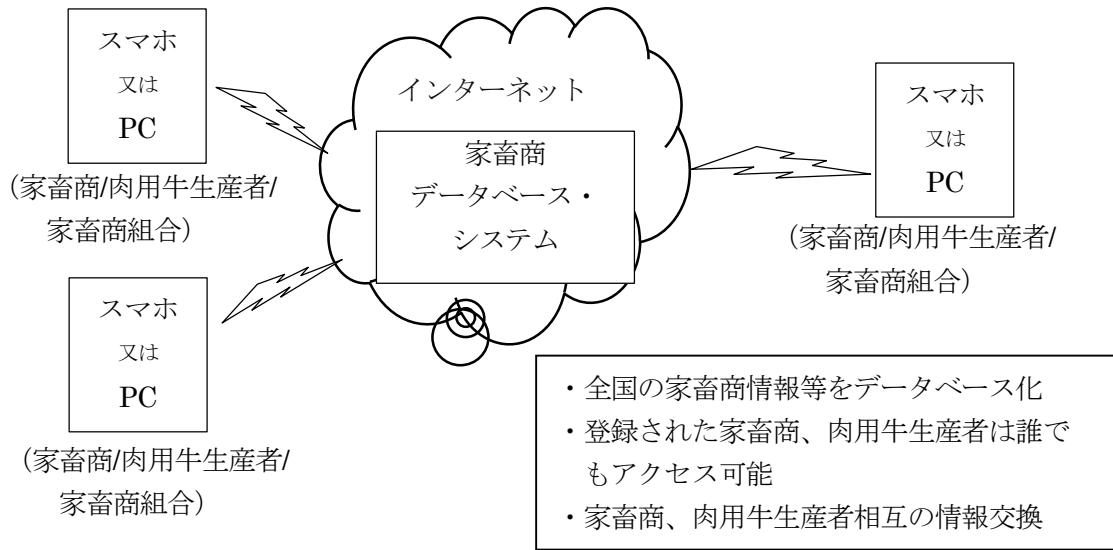 スマホ
又は
PC
(家畜商/肉用牛生産者/
家畜商組合)
インターネット
家畜商
データベース・
システム
スマホ
又は
PC
(家畜商/肉用牛生産者/
家畜商組合)
スマホ
又は
PC
(家畜商/肉用牛生産者/
家畜商組合)
・全国の家畜商情報等をデータベース化
・登録された家畜商、肉用牛生産者は誰で
もアクセス可能
・家畜商、肉用牛生産者相互の情報交換